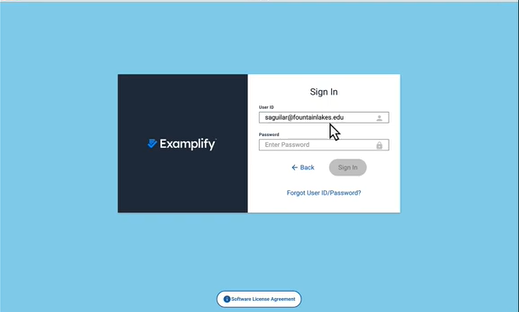 Sign In
User ID
saguilar@fountainlakes.edu
Examplify
Password
Enter Password
← Back
Sign In
Forgot User ID/Password?
Software License Agreement